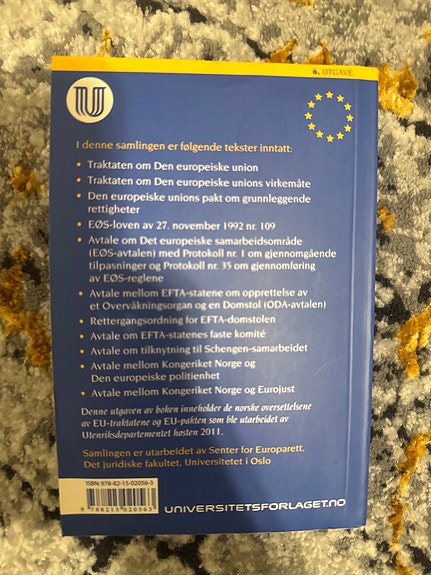 6. UTGAVE
U
I denne samlingen er følgende tekster inntatt:
• Traktaten om Den europeiske union
• Traktaten om Den europeiske unions virkemåte
• Den europeiske unions pakt om grunnleggende
rettigheter
• EØS-loven av 27. november 1992 nr. 109
• Avtale om Det europeiske samarbeidsområde
(EØS-avtalen) med Protokoll nr. 1 om gjennomgående
tilpasninger og Protokoll nr. 35 om gjennomføring
av EØS-reglene
• Avtale mellom EFTA-statene om opprettelse av
et Overvåkningsorgan og en Domstol (ODA-avtalen)
• Rettergangsordning for EFTA-domstolen
• Avtale om EFTA-statenes faste komité
• Avtale om tilknytning til Schengen-samarbeidet
• Avtale mellom Kongeriket Norge og
Den europeiske politienhet
• Avtale mellom Kongeriket Norge og Eurojust
Denne utgaven av boken inneholder de norske oversettelsene
av EU-traktatene og EU-pakten som ble utarbeidet av
Utenriksdepartementet høsten 2011.
Samlingen er utarbeidet av Senter for Europarett.
Det juridiske fakultet. Universitetet i Oslo
ISBN: 978-82-15-02056-3
9 788215 020563
UNIVERSITETSFORLAGET.NO